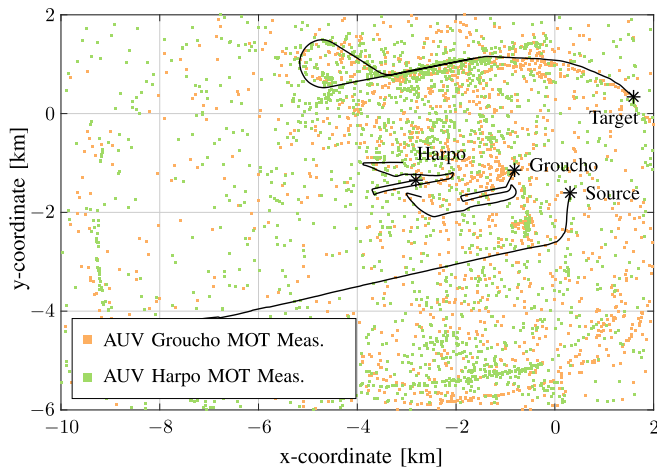 2
0
−2
−4
−6
y-coordinate [km]
Target
Harpo
Groucho
Source
AUV Groucho MOT Meas.
AUV Harpo MOT Meas.
−10 −8 −6 −4 −2 0 2
x-coordinate [km]